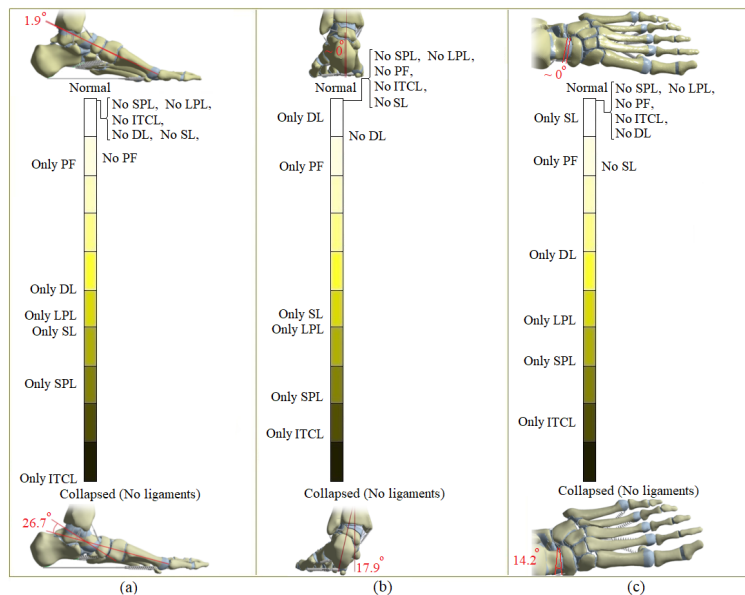 1.9°
Normal
No SPL, No LPL,
No ITCL,
No DL, No SL,
No PF
Only PF
Only DL
Only LPL
Only SL
Only SPL
Only ITCL
Collapsed (No ligaments)
26.7°
(a)
~0°
No SPL, No LPL,
No PF,
No ITCL,
No SL
Normal
Only DL
No DL
Only PF
Only SL
Only LPL
Only SPL
Only ITCL
Collapsed (No ligaments)
17.9°
(b)
~0°
Normal
No SPL, No LPL,
No PF,
No ITCL,
No DL
Only SL
Only PF
No SL
Only DL
Only LPL
Only SPL
Only ITCL
Collapsed (No ligaments)
14.2°
(c)